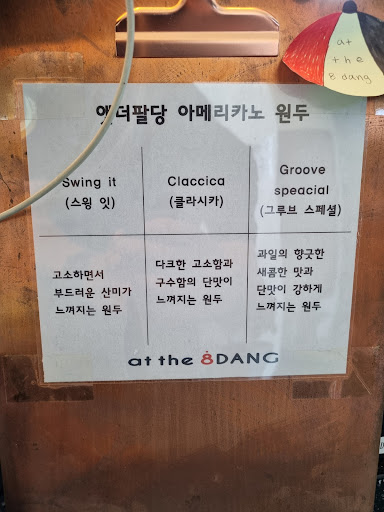 at
the
8 dang
앳더팔당 아메리카노 원두
Swing it
(스윙 잇)
Claccica
(클라시카)
Groove
speacial
(그루브 스페셜)
고소하면서
부드러운 산미가
느껴지는 원두
다크한 고소함과
구수함의 단맛이
느껴지는 원두
과일의 향긋한
새콤한 맛과
단맛이 강하게
느껴지는 원두
at the 8DANG